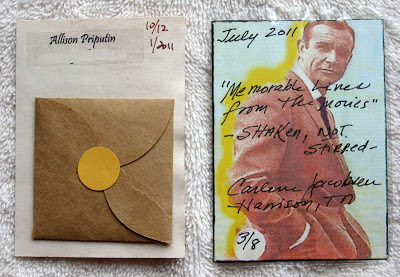 Allison Priputin
10/12
1/2011
July 2011
"Memorable Lines
from the movies"
-SHAKEN, NOT
STIRRED-
Carlene Jacobsen
Harrison, TN
3/8